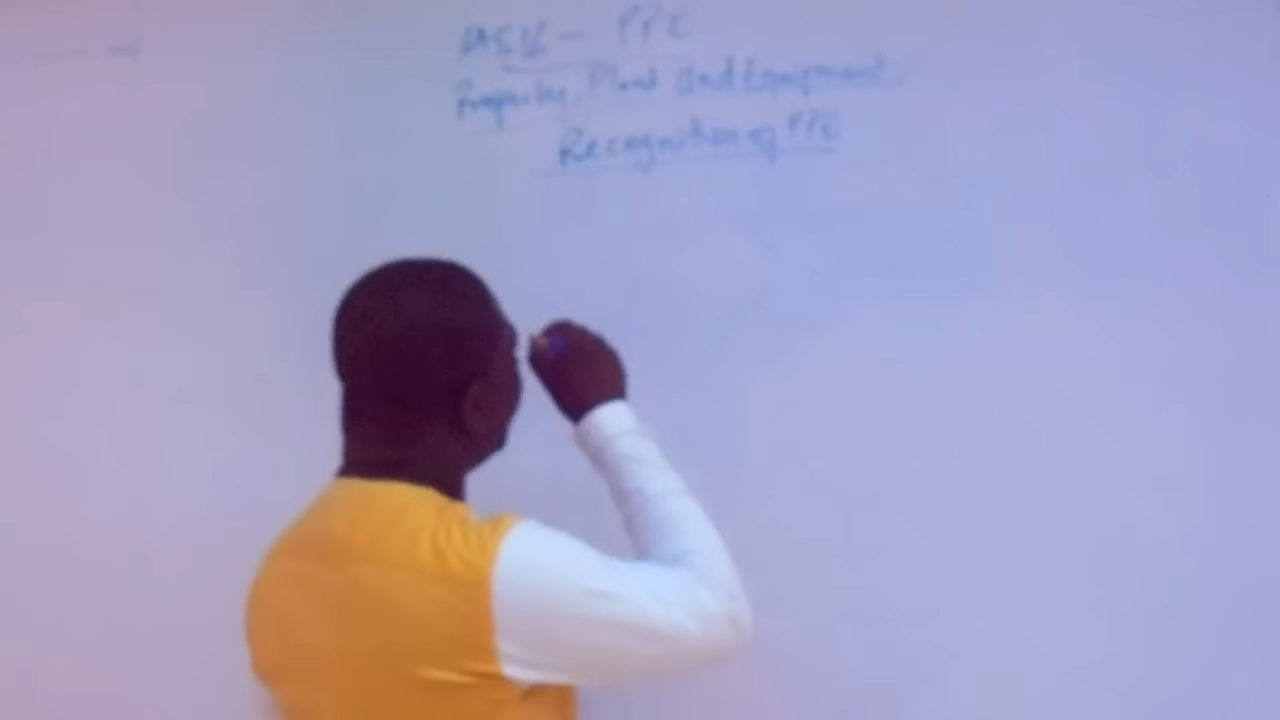 IAS 16 - PPE
Property, Plant and Equipment.
Recognition of PPE